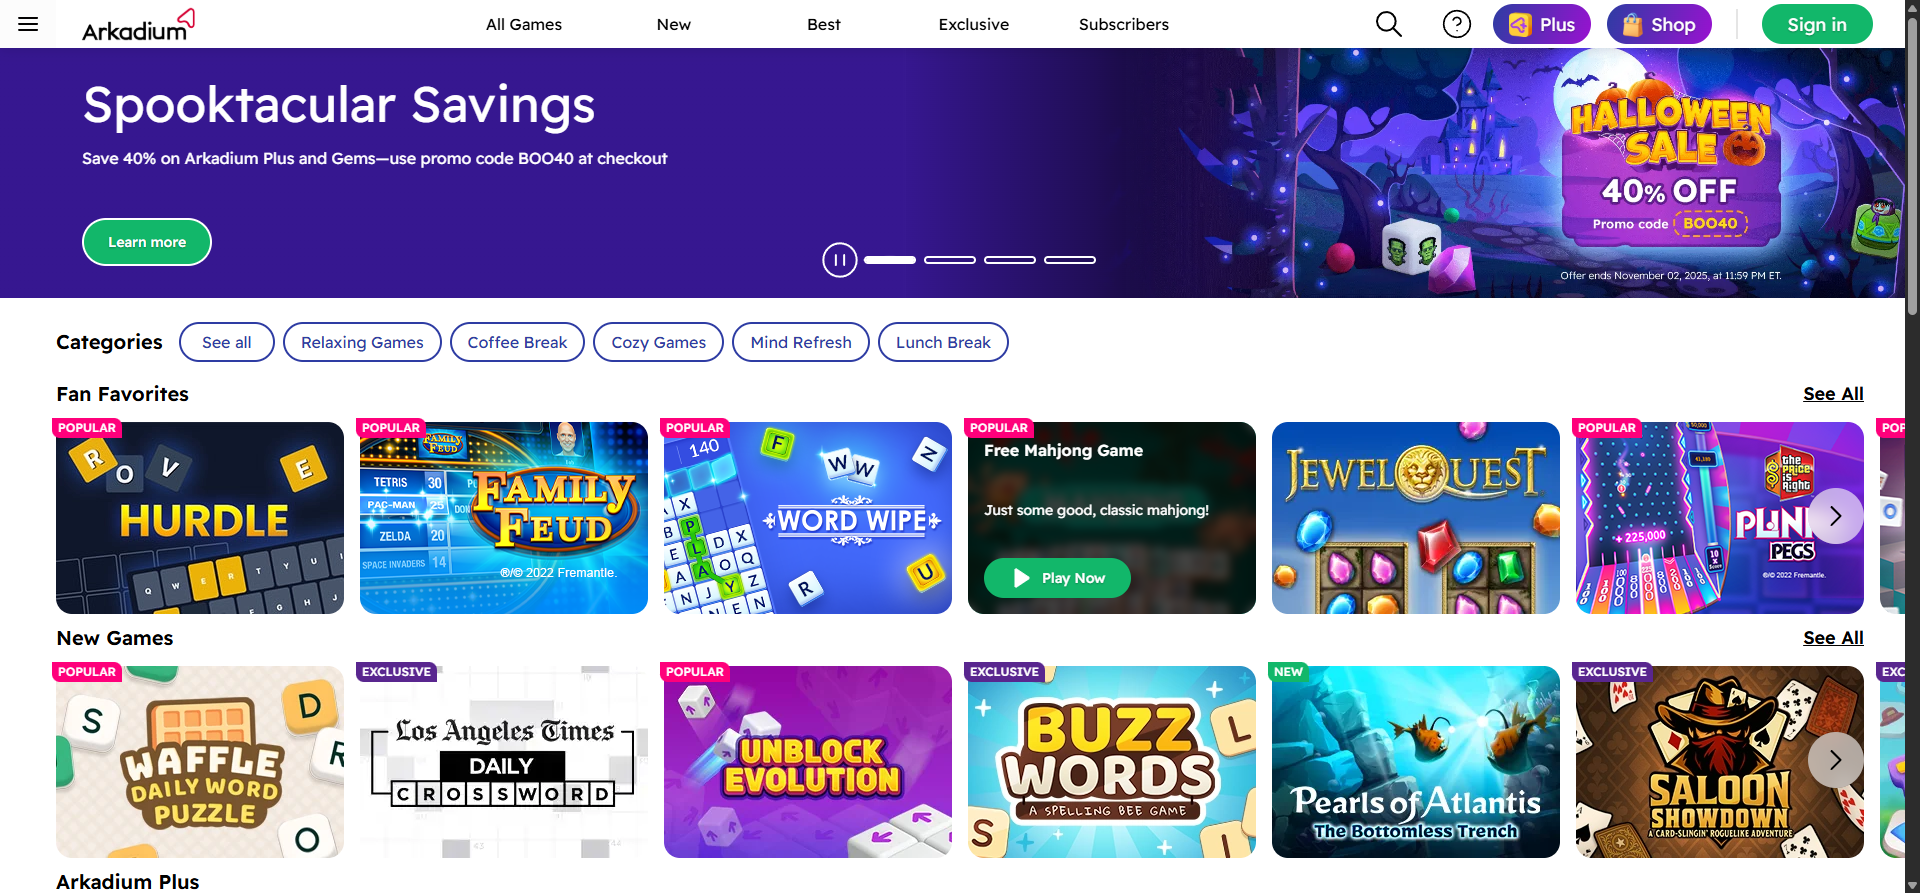 Arkadium
All Games
New
Best
Exclusive
Subscribers
Plus
Shop
Sign in
Spooktacular Savings
Save 40% on Arkadium Plus and Gems—use promo code BOO40 at checkout
Learn more
HALLOWEEN
SALE
40% OFF
Promo code BOO40
Offer ends November 02, 2025, at 11:59 PM ET.
Categories
See all
Relaxing Games
Coffee Break
Cozy Games
Mind Refresh
Lunch Break
Fan Favorites
See All
POPULAR
R O V E
HURDLE
Q W E R T Y U
G H J
POPULAR
FAMILY
FEUD
TETRIS 30
PAC-MAN 25
ZELDA 20
SPACE INVADERS 14
FAMILY
FEUD
®/© 2022 Fremantle.
POPULAR
140
F
W W
N
WORD WIPE
R
U
POPULAR
Free Mahjong Game
Just some good, classic mahjong!
Play Now
JEWEL QUEST
POPULAR
the
PRICE
is
Right
+ 225,000
PLIN
PEGS
®/© 2022 Fremantle.
POP
New Games
See All
POPULAR
S
D
R
WAFFLE
DAILY WORD
PUZZLE
O
EXCLUSIVE
Los Angeles Times
DAILY
CROSSWORD
POPULAR
UNBLOCK
EVOLUTION
EXCLUSIVE
BUZZ
WORDS
A SPELLING BEE GAME
L
S
I
NEW
Pearls of Atlantis
The Bottomless Trench
EXCLUSIVE
SALOON
SHOWDOWN
A CARD-SLINGIN' ROGUELIKE ADVENTURE
EXC
Arkadium Plus